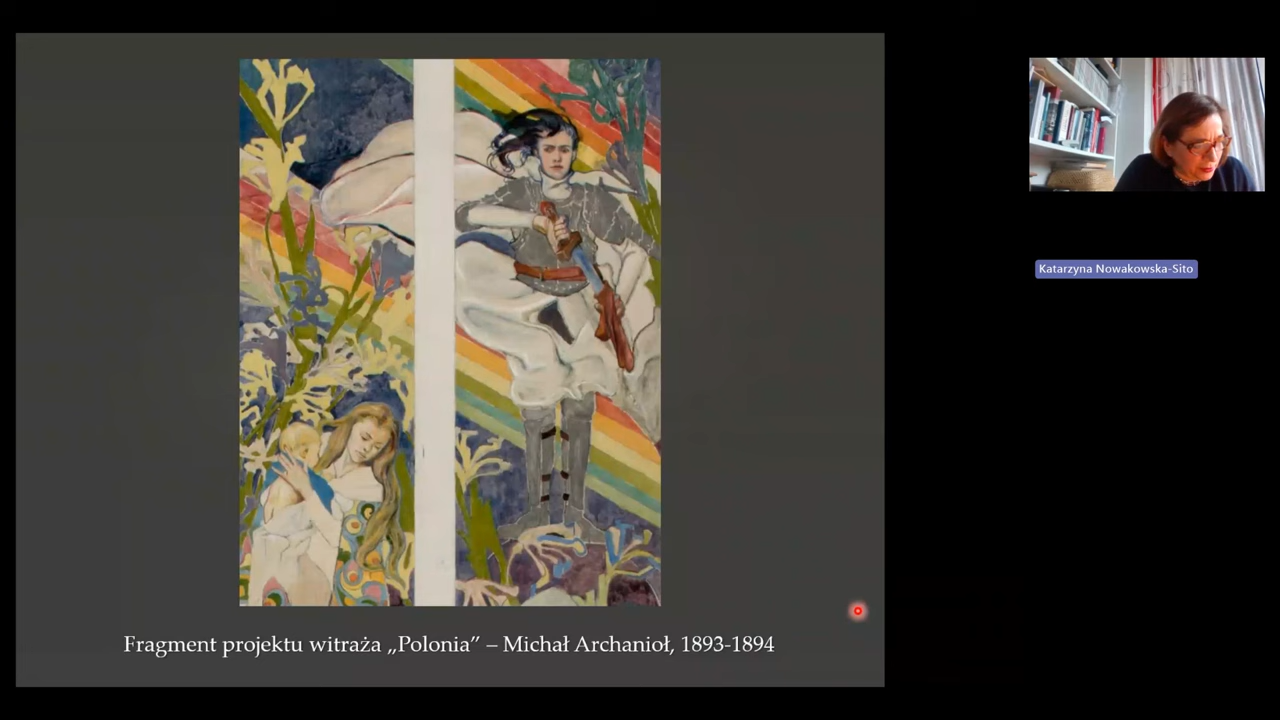 Katarzyna Nowakowska-Sito
Fragment projektu witraża „Polonia” – Michał Archanioł, 1893-1894